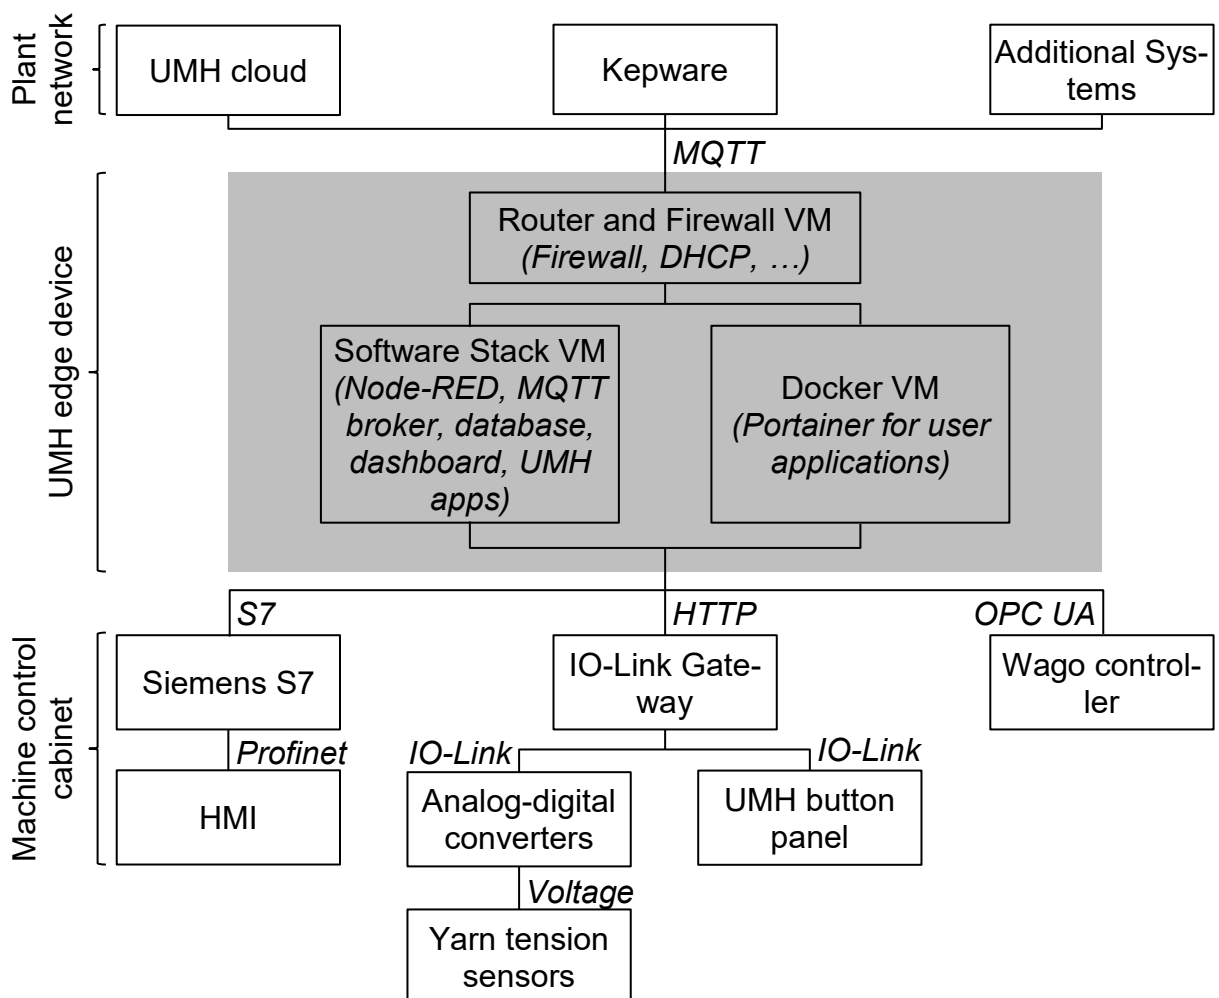 Plant
network
UMH cloud
Kepware
Additional Sys-
tems
MQTT
UMH edge device
Router and Firewall VM
(Firewall, DHCP, …)
Software Stack VM
(Node-RED, MQTT
broker, database,
dashboard, UMH
apps)
Docker VM
(Portainer for user
applications)
Machine control
cabinet
S7
HTTP
OPC UA
Siemens S7
IO-Link Gate-
way
Wago control-
ler
Profinet
IO-Link
IO-Link
HMI
Analog-digital
converters
UMH button
panel
Voltage
Yarn tension
sensors